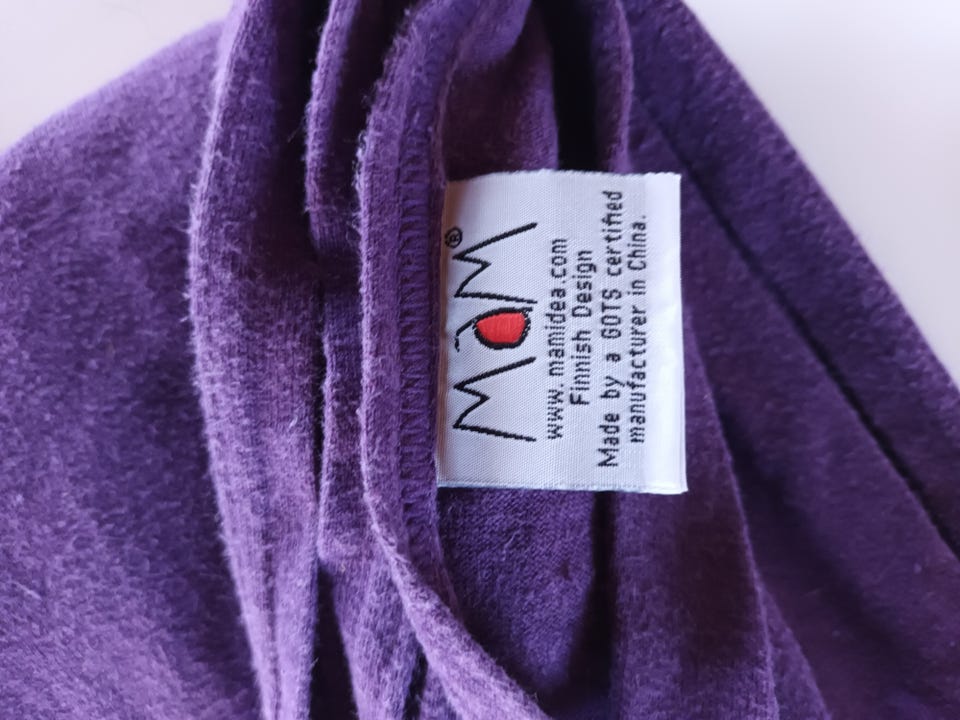 MaM®
www.mamidea.com
Finnish Design
Made by a GOTS certified
manufacturer in China.